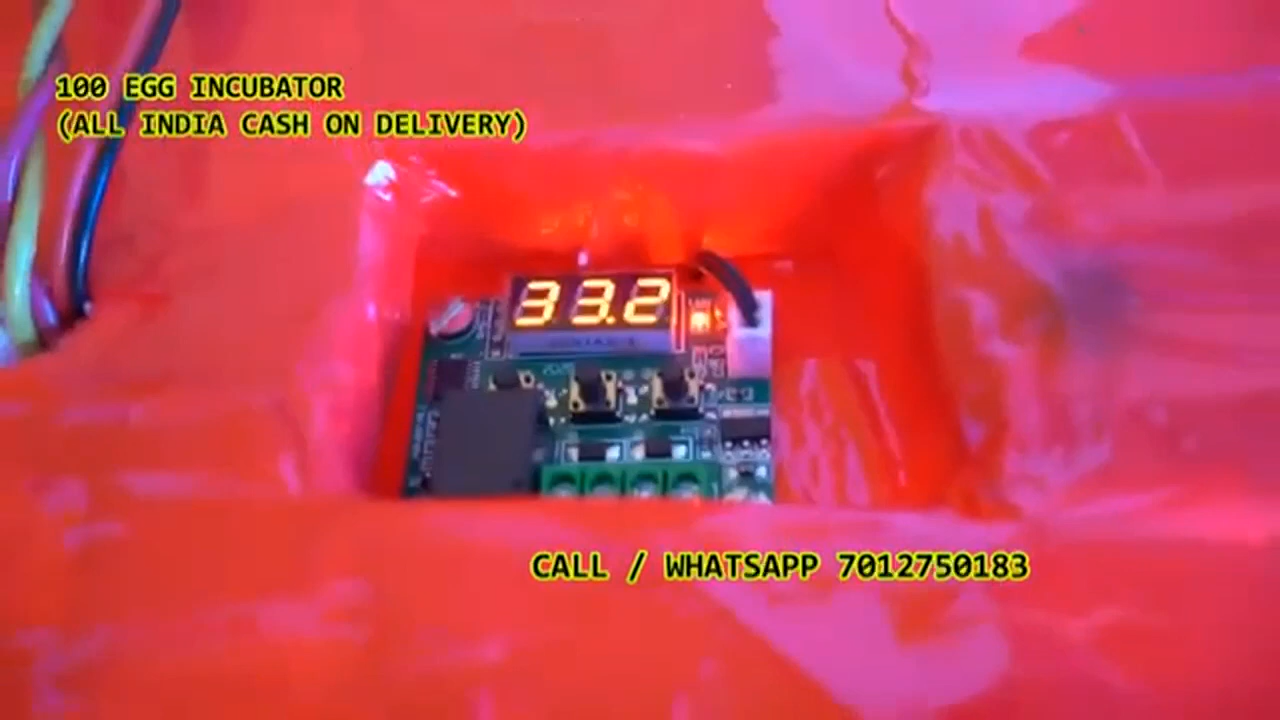 100 EGG INCUBATOR
(ALL INDIA CASH ON DELIVERY)
33.2
CALL / WHATSAPP 7012750183